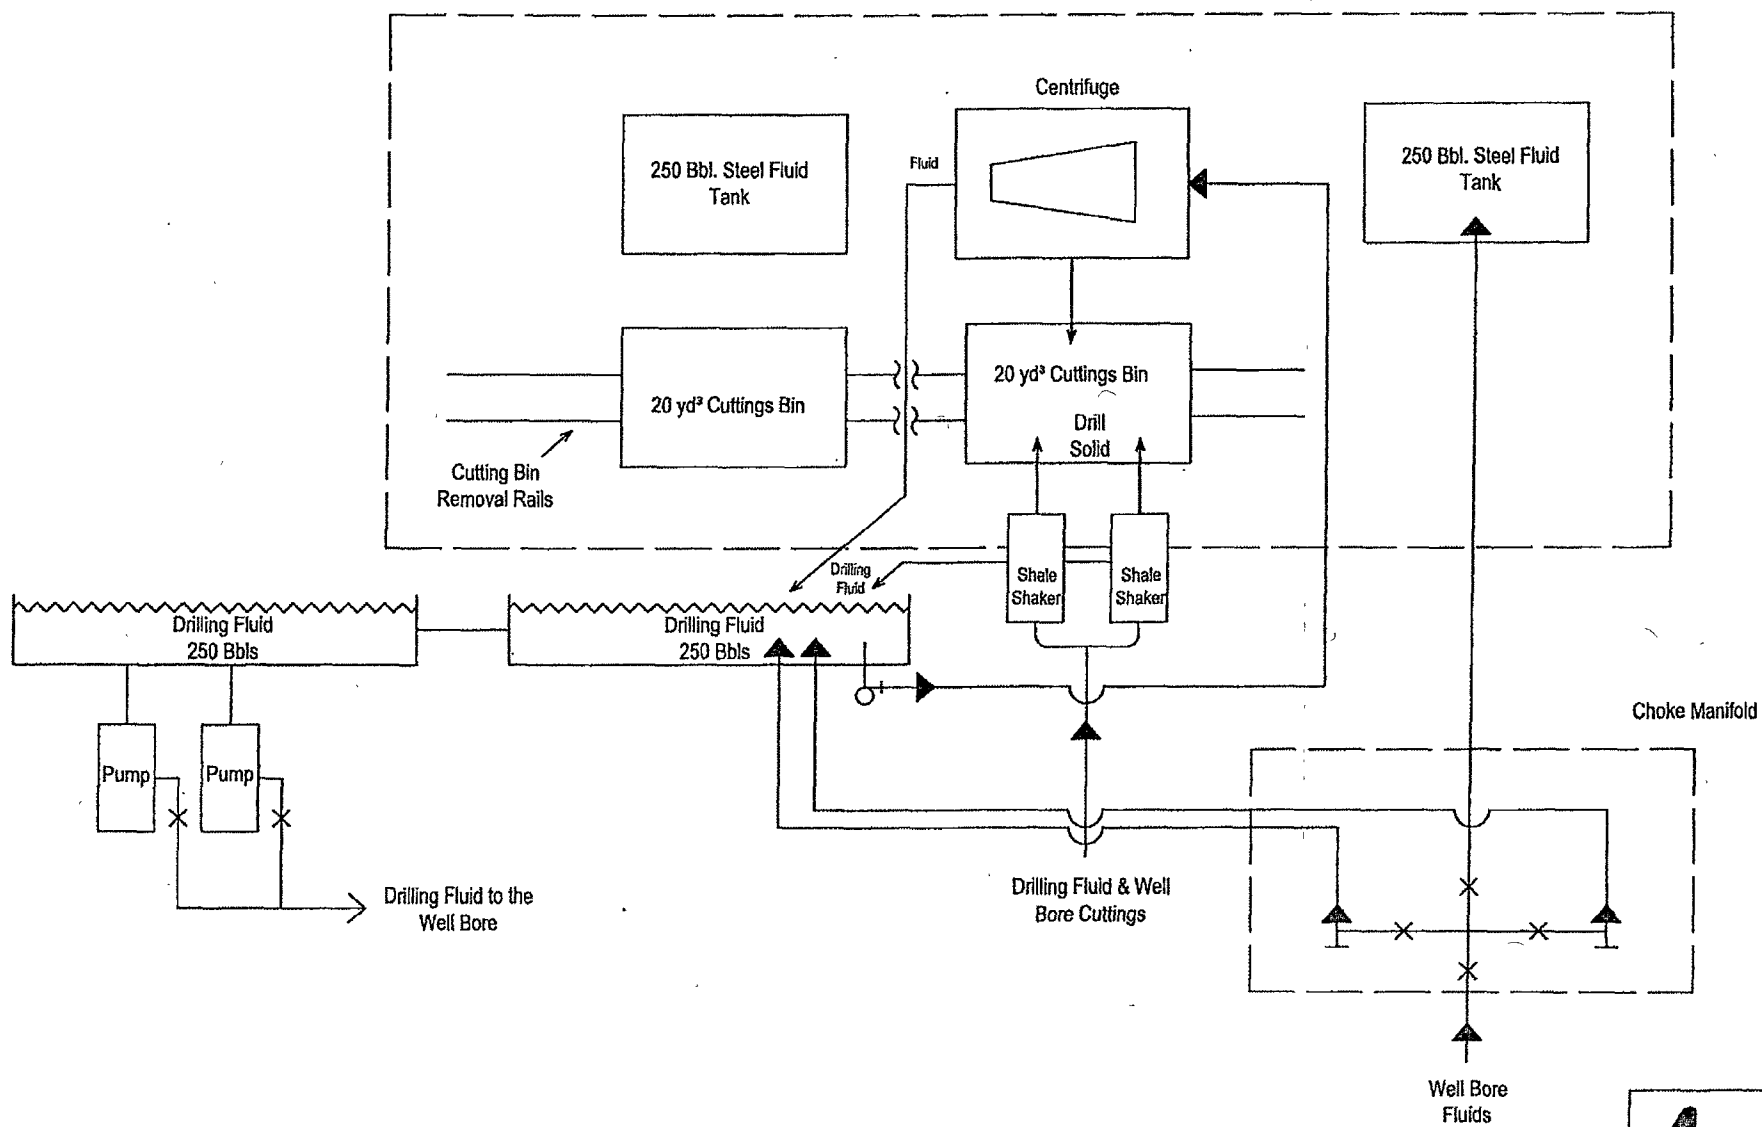 Centrifuge
250 Bbl. Steel Fluid
Tank
Fluid
250 Bbl. Steel Fluid
Tank
20 yd³ Cuttings Bin
20 yd³ Cuttings Bin
Drill
Solid
Cutting Bin
Removal Rails
Drilling
Fluid
Shale
Shaker
Shale
Shaker
Drilling Fluid
250 Bbls
Drilling Fluid
250 Bbls
Choke Manifold
Pump
Pump
Drilling Fluid to the
Well Bore
Drilling Fluid & Well
Bore Cuttings
Well Bore
Fluids